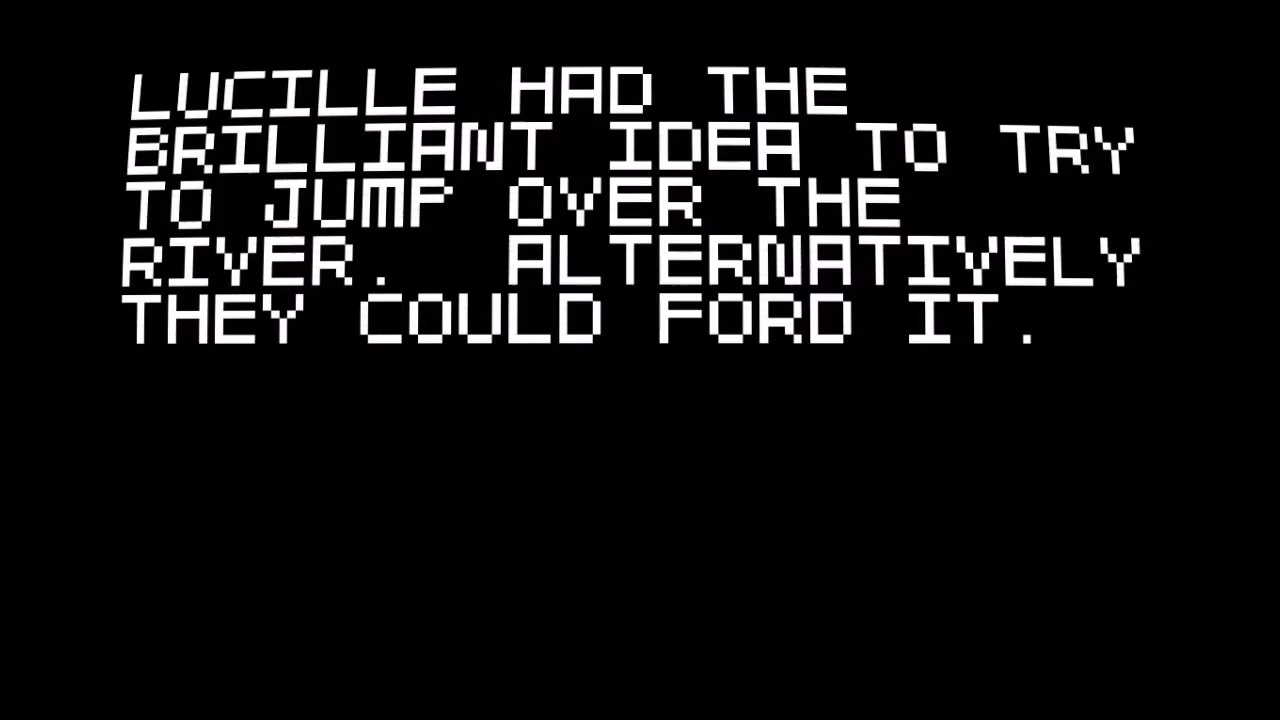 LUCILLE HAD THE
BRILLIANT IDEA TO TRY
TO JUMP OVER THE
RIVER.  ALTERNATIVELY
THEY COULD FORD IT.